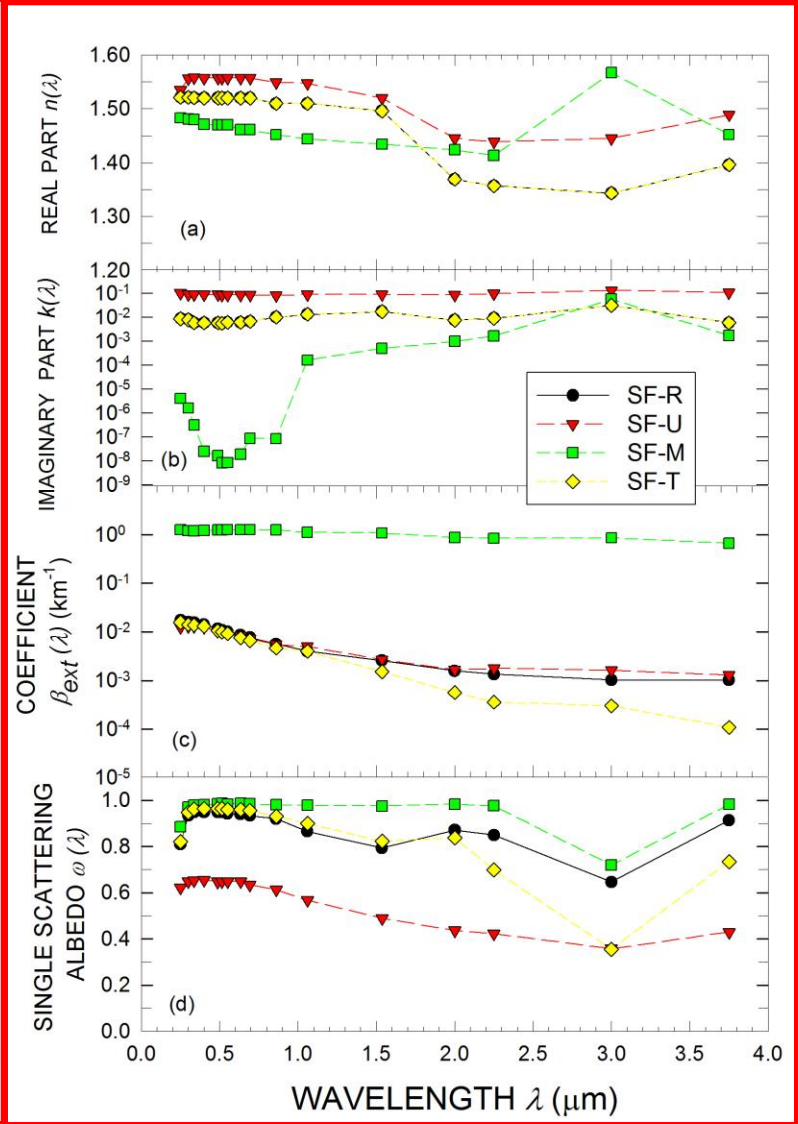 1.60
1.50
1.40
1.30
1.20
REAL PART n(λ)
(a)
10⁻¹
10⁻²
10⁻³
10⁻⁴
10⁻⁵
10⁻⁶
10⁻⁷
10⁻⁸
10⁻⁹
IMAGINARY PART k(λ)
(b)
SF-R
SF-U
SF-M
SF-T
10⁰
10⁻¹
10⁻²
10⁻³
10⁻⁴
10⁻⁵
COEFFICIENT
βext (λ) (km⁻¹)
(c)
1.0
0.8
0.6
0.4
0.2
0.0
SINGLE SCATTERING
ALBEDO ω (λ)
(d)
0.0 0.5 1.0 1.5 2.0 2.5 3.0 3.5 4.0
WAVELENGTH λ (μm)